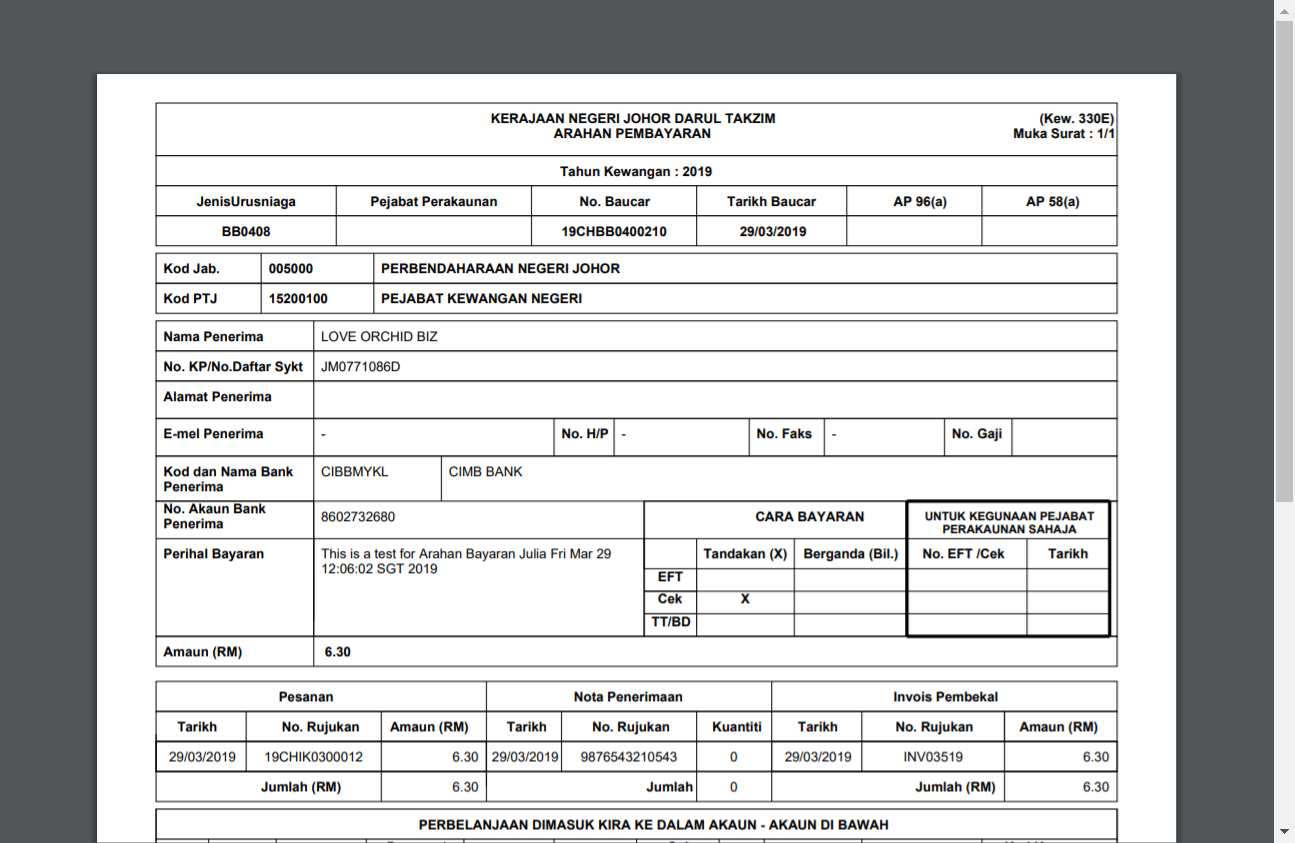 KERAJAAN NEGERI JOHOR DARUL TAKZIM (Kew. 330E)
ARAHAN PEMBAYARAN Muka Surat : 1/1
Tahun Kewangan : 2019
JenisUrusniaga Pejabat Perakaunan No. Baucar Tarikh Baucar AP 96(a) AP 58(a)
BB0408 19CHBB0400210 29/03/2019
Kod Jab. 005000 PERBENDAHARAAN NEGERI JOHOR
Kod PTJ 15200100 PEJABAT KEWANGAN NEGERI
Nama Penerima LOVE ORCHID BIZ
No. KP/No.Daftar Sykt JM0771086D
Alamat Penerima
E-mel Penerima - No. H/P - No. Faks - No. Gaji
Kod dan Nama Bank Penerima CIBBMYKL CIMB BANK
No. Akaun Bank Penerima 8602732680
CARA BAYARAN UNTUK KEGUNAAN PEJABAT
PERAKAUNAN SAHAJA
Perihal Bayaran This is a test for Arahan Bayaran Julia Fri Mar 29
12:06:02 SGT 2019
Tandakan (X) Berganda (Bil.) No. EFT /Cek Tarikh
EFT
Cek X
TT/BD
Amaun (RM) 6.30
Pesanan Nota Penerimaan Invois Pembekal
Tarikh No. Rujukan Amaun (RM) Tarikh No. Rujukan Kuantiti Tarikh No. Rujukan Amaun (RM)
29/03/2019 19CHIK0300012 6.30 29/03/2019 9876543210543 0 29/03/2019 INV03519 6.30
Jumlah (RM) 6.30 Jumlah 0 Jumlah (RM) 6.30
PERBELANJAAN DIMASUK KIRA KE DALAM AKAUN - AKAUN DI BAWAH